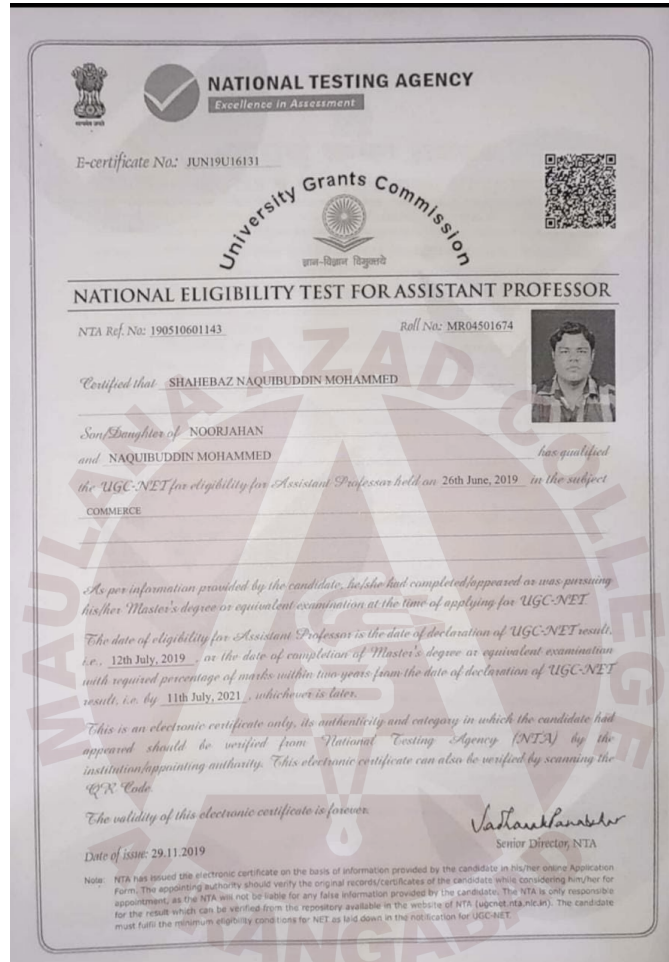 सत्यमेव जयते
NATIONAL TESTING AGENCY
Excellence in Assessment
E-certificate No.: JUN19U16131
University Grants Commission
ज्ञान-विज्ञान विमुक्तये
NATIONAL ELIGIBILITY TEST FOR ASSISTANT PROFESSOR
NTA Ref. No: 190510601143 Roll No: MR04501674
Certified that SHAHEBAZ NAQUIBUDDIN MOHAMMED
Son/Daughter of NOORJAHAN
and NAQUIBUDDIN MOHAMMED has qualified
the UGC-NET for eligibility for Assistant Professor held on 26th June, 2019 in the subject
COMMERCE
As per information provided by the candidate, he/she had completed/appeared or was pursuing
his/her Master's degree or equivalent examination at the time of applying for UGC-NET
The date of eligibility for Assistant Professor is the date of declaration of UGC-NET result,
i.e., 12th July, 2019, or the date of completion of Master's degree or equivalent examination
with required percentage of marks within two years from the date of declaration of UGC-NET
result, i.e. by 11th July, 2021, whichever is later.
This is an electronic certificate only, its authenticity and category in which the candidate had
appeared should be verified from National Testing Agency (NTA) by the
institution/appointing authority. This electronic certificate can also be verified by scanning the
QR Code.
The validity of this electronic certificate is forever.
Senior Director, NTA
Date of issue: 29.11.2019
Note: NTA has issued the electronic certificate on the basis of information provided by the candidate in his/her online Application
Form. The appointing authority should verify the original records/certificates of the candidate while considering him/her for
appointment, as the NTA will not be liable for any false information provided by the candidate. The NTA is only responsible
for the result which can be verified from the repository available in the website of NTA (ugcnet.nta.nic.in). The candidate
must fulfil the minimum eligibility conditions for NET as laid down in the notification for UGC-NET.
MAULANA AZAD COLLEGE